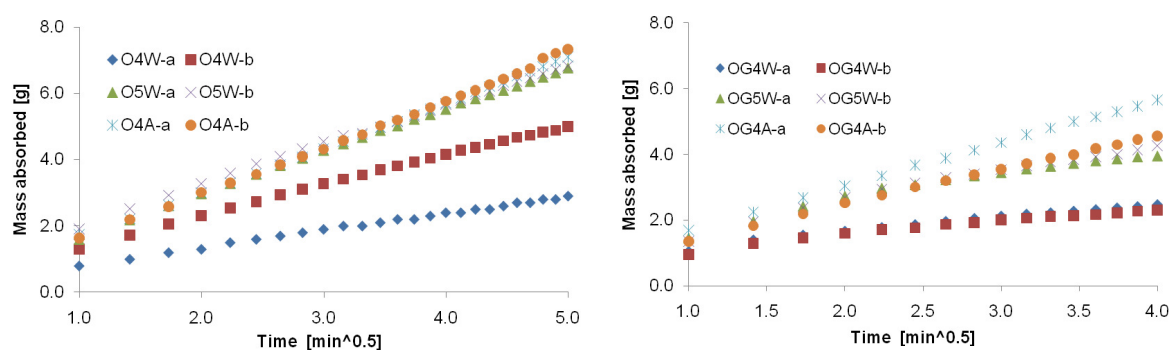 8.0
6.0
4.0
2.0
0.0
Mass absorbed [g]
O4W-a O4W-b
O5W-a O5W-b
O4A-a O4A-b
1.0 2.0 3.0 4.0 5.0
Time [min^0.5]
8.0
6.0
4.0
2.0
0.0
Mass absorbed [g]
OG4W-a OG4W-b
OG5W-a OG5W-b
OG4A-a OG4A-b
1.0 1.5 2.0 2.5 3.0 3.5 4.0
Time [min^0.5]